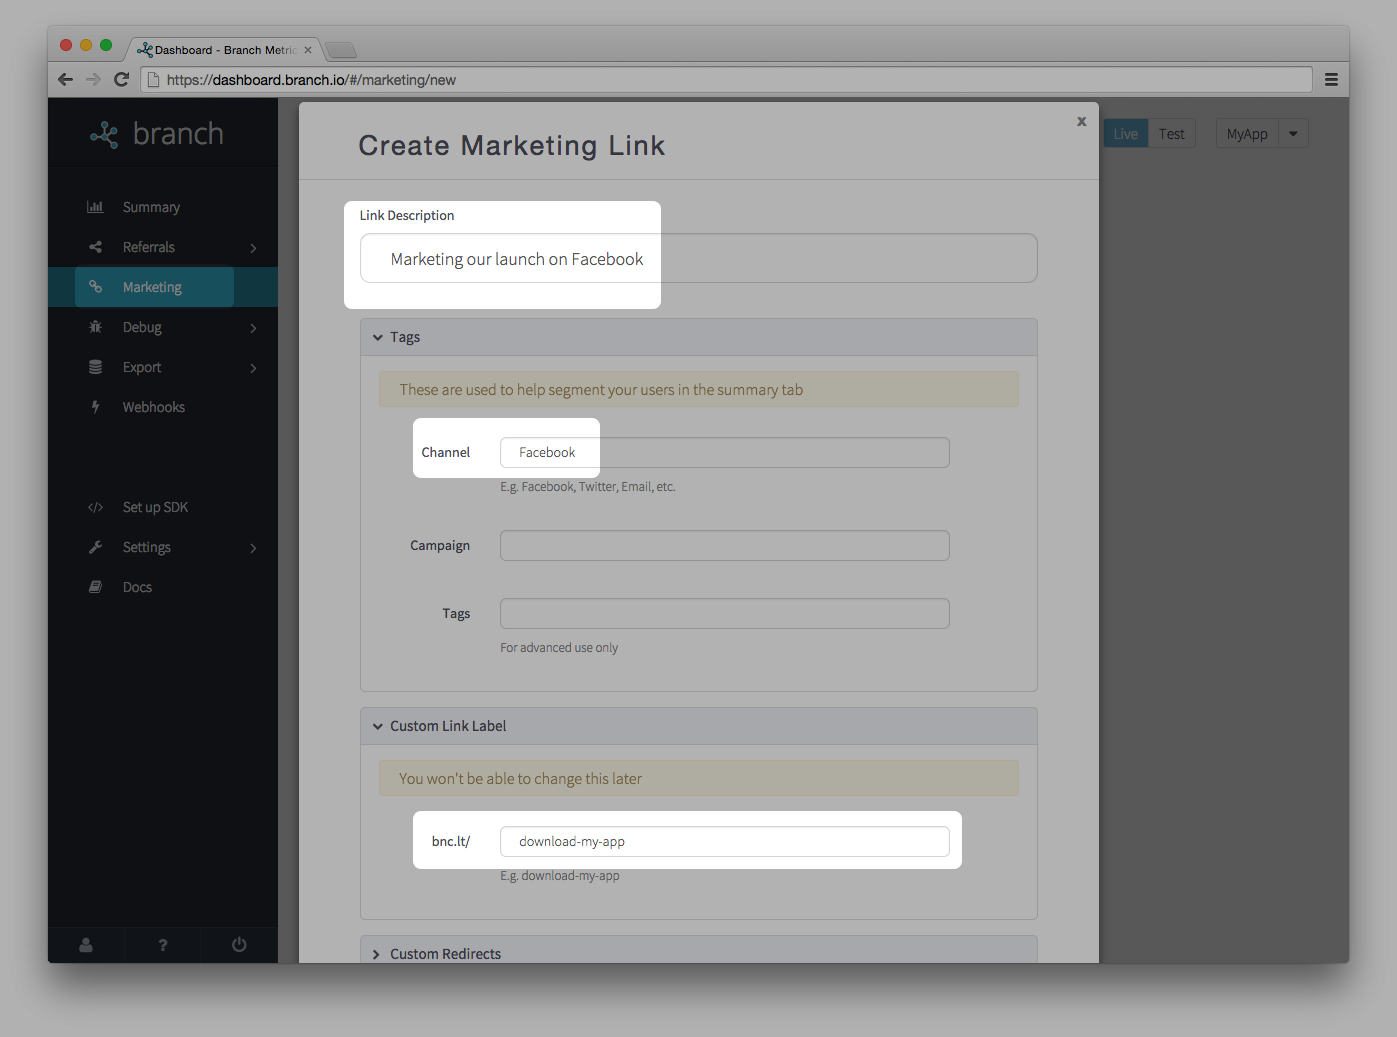 Dashboard - Branch Metric
https://dashboard.branch.io/#/marketing/new
branch
Summary
Referrals
Marketing
Debug
Export
Webhooks
Set up SDK
Settings
Docs
?
Create Marketing Link
x
Live
Test
MyApp
Link Description
Marketing our launch on Facebook
Tags
These are used to help segment your users in the summary tab
Channel
Facebook
E.g. Facebook, Twitter, Email, etc.
Campaign
Tags
For advanced use only
Custom Link Label
You won't be able to change this later
bnc.lt/
download-my-app
E.g. download-my-app
Custom Redirects